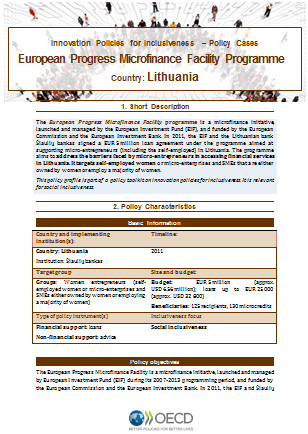 Innovation Policies for Inclusiveness – Policy Cases
European Progress Microfinance Facility Programme
Country: Lithuania
1. Short Description
The European Progress Microfinance Facility programme is a microfinance initiative,
launched and managed by the European Investment Fund (EIF), and funded by the European
Commission and the European Investment Bank. In 2011, the EIF and the Lithuanian bank
Šiaulių bankas signed a EUR 5 million loan agreement under the programme aimed at
supporting micro-entrepreneurs (including the self-employed) in Lithuania. The programme
aims to address the barriers faced by micro-entrepreneurs in accessing financial services
in Lithuania. It targets self-employed women or micro-enterprises and SMEs that are either
owned by women or employ a majority of women.
This policy profile is part of a policy toolkit on innovation policies for inclusiveness. It is relevant
for social inclusiveness
2. Policy Characteristics
Basic Information
Country and implementing
institution(s):
Timeline:
Country: Lithuania
2011
Institution: Šiaulių bankas
Target group
Size and budget:
Groups: Women entrepreneurs (self-
employed women or micro-enterprises and
SMEs either owned by women or employing
a majority of women)
Budget: EUR 5 million (approx.
USD 6.56 million); loans up to EUR 25 000
(approx. USD 32 800)
Beneficiaries: 125 recipients, 130 microcredits
Type of policy instrument(s)
Inclusiveness focus
Financial support: loans
Social inclusiveness
Non-financial support: advice
Policy objectives
The European Progress Microfinance Facility is a microfinance initiative, launched and managed
by European Investment Fund (EIF) during its 2007-2013 programming period, and funded by
the European Commission and the European Investment Bank. In 2011, the EIF and Šiaulių
OECD
BETTER POLICIES FOR BETTER LIVES